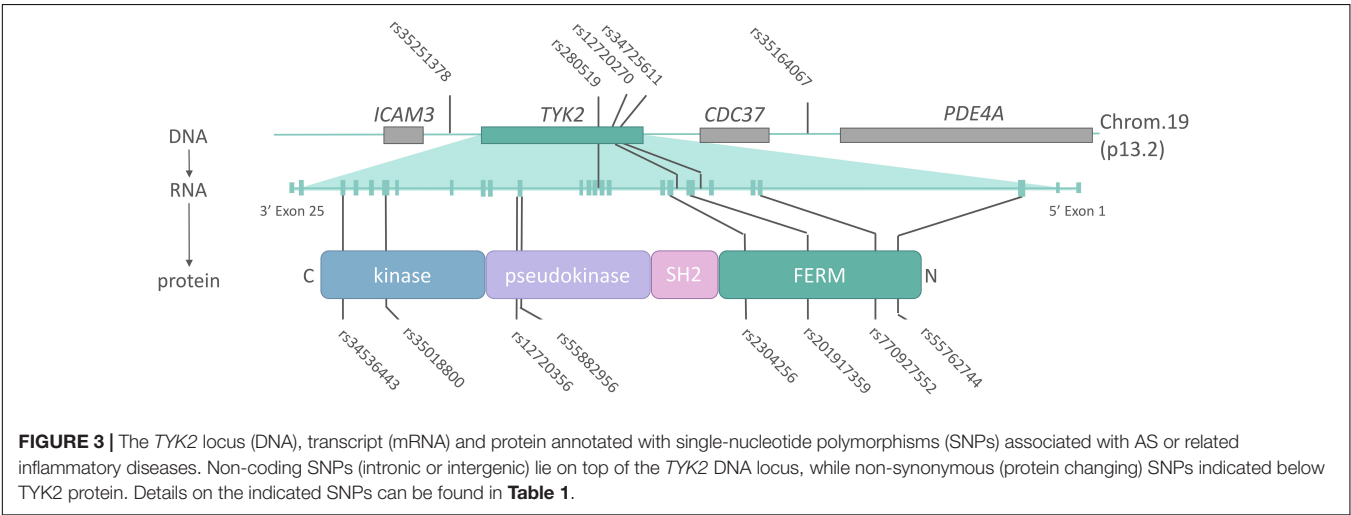 rs35251378
rs280519
rs12720270
rs34725611
rs35164067
ICAM3
TYK2
CDC37
PDE4A
DNA
Chrom.19
(p13.2)
RNA
3’ Exon 25
5’ Exon 1
protein
C
kinase
pseudokinase
SH2
FERM
N
rs34536443
rs35018800
rs12720356
rs55882956
rs2304256
rs201917359
rs770927552
rs55762744
FIGURE 3 | The TYK2 locus (DNA), transcript (mRNA) and protein annotated with single-nucleotide polymorphisms (SNPs) associated with AS or related
inflammatory diseases. Non-coding SNPs (intronic or intergenic) lie on top of the TYK2 DNA locus, while non-synonymous (protein changing) SNPs indicated below
TYK2 protein. Details on the indicated SNPs can be found in Table 1.